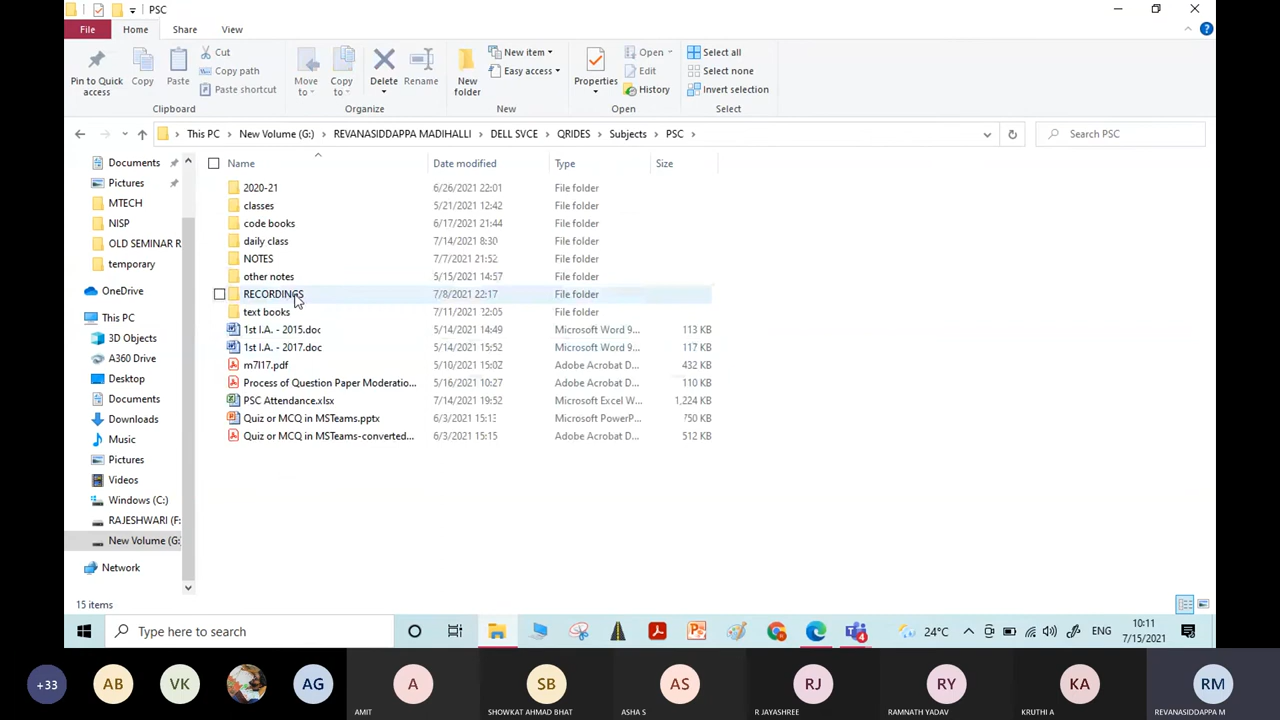 PSC
File Home Share View
Pin to Quick access
Copy
Paste
Cut
Copy path
Paste shortcut
Clipboard
Move to
Copy to
Delete
Rename
Organize
New folder
New item
Easy access
New
Properties
Open
Edit
History
Open
Select all
Select none
Invert selection
Select
This PC New Volume (G:) REVANASIDDAPPA MADIHALLI DELL SVCE QRIDES Subjects PSC
Search PSC
Documents
Pictures
MTECH
NISP
OLD SEMINAR R
temporary
OneDrive
This PC
3D Objects
A360 Drive
Desktop
Documents
Downloads
Music
Pictures
Videos
Windows (C:)
RAJESHWARI (F:
New Volume (G:
Network
Name Date modified Type Size
2020-21 6/26/2021 22:01 File folder
classes 5/21/2021 12:42 File folder
code books 6/17/2021 21:44 File folder
daily class 7/14/2021 8:30 File folder
NOTES 7/7/2021 21:52 File folder
other notes 5/15/2021 14:57 File folder
RECORDINGS 7/8/2021 22:17 File folder
text books 7/11/2021 22:05 File folder
1st I.A. - 2015.doc 5/14/2021 14:49 Microsoft Word 9... 113 KB
1st I.A. - 2017.doc 5/14/2021 15:52 Microsoft Word 9... 117 KB
m7l17.pdf 5/10/2021 15:02 Adobe Acrobat D... 432 KB
Process of Question Paper Moderatio... 5/16/2021 10:27 Adobe Acrobat D... 110 KB
PSC Attendance.xlsx 7/14/2021 19:52 Microsoft Excel W... 1,224 KB
Quiz or MCQ in MSTeams.pptx 6/3/2021 15:13 Microsoft PowerP... 750 KB
Quiz or MCQ in MSTeams-converted... 6/3/2021 15:15 Adobe Acrobat D... 512 KB
15 items
Type here to search
4
24°C
ENG
10:11
7/15/2021
+33 AB VK AG A SB AS RJ RY KA RM
AMIT SHOWKAT AHMAD BHAT ASHA S R JAYASHREE RAMNATH YADAV KRUTHI A REVANASIDDAPPA M